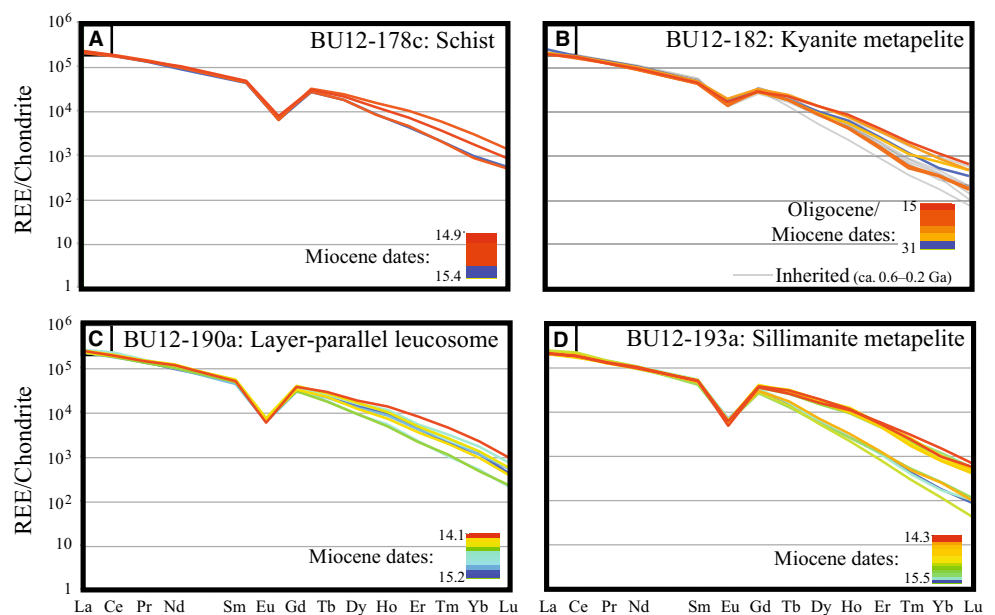 REE/Chondrite
10⁶
10⁵
10⁴
10³
10²
10
1
A
BU12-178c: Schist
14.9
Miocene dates:
15.4
B
BU12-182: Kyanite metapelite
Oligocene/
Miocene dates:
15
31
Inherited (ca. 0.6–0.2 Ga)
REE/Chondrite
10⁶
10⁵
10⁴
10³
10²
10
1
C
BU12-190a: Layer-parallel leucosome
14.1
Miocene dates:
15.2
D
BU12-193a: Sillimanite metapelite
14.3
Miocene dates:
15.5
La Ce Pr Nd Sm Eu Gd Tb Dy Ho Er Tm Yb Lu
La Ce Pr Nd Sm Eu Gd Tb Dy Ho Er Tm Yb Lu